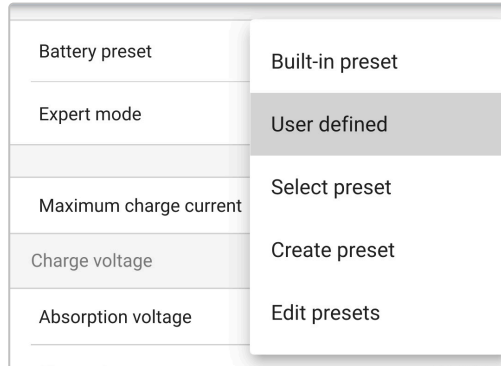 Battery preset
Expert mode
Maximum charge current
Charge voltage
Absorption voltage
Built-in preset
User defined
Select preset
Create preset
Edit presets